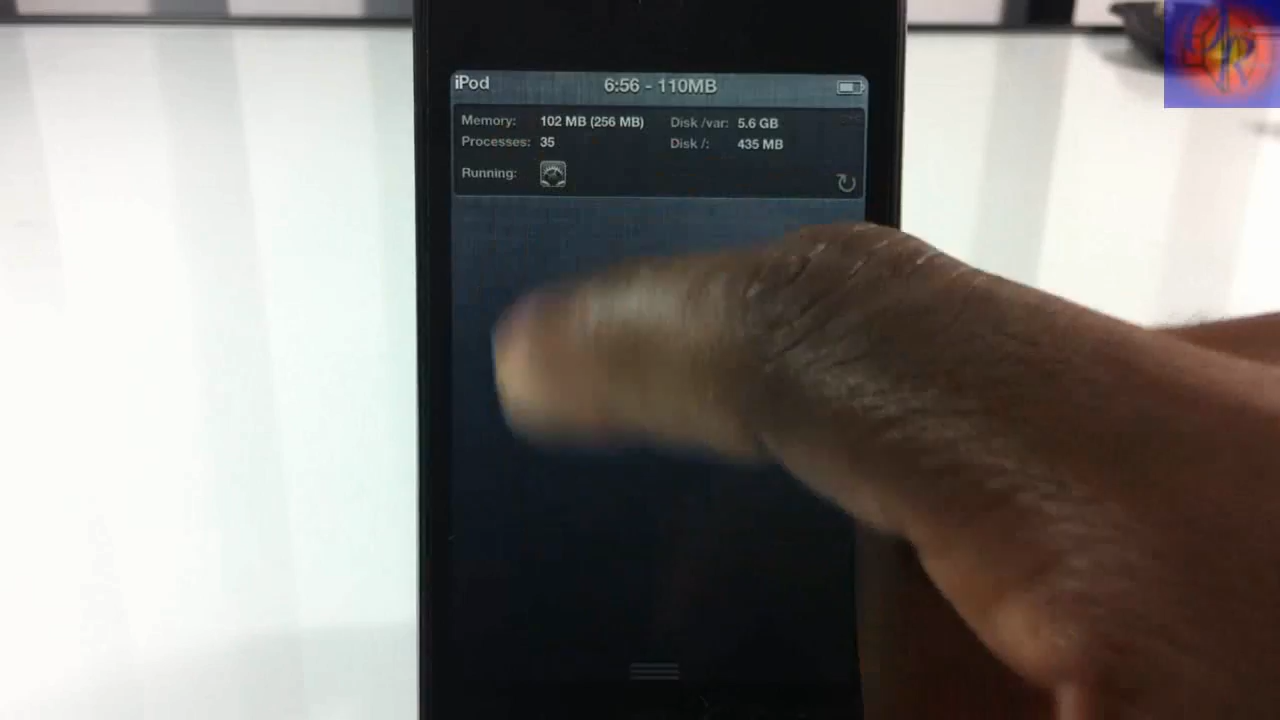 iPod 6:56 - 110MB
Memory: 102 MB (256 MB) Disk /var: 5.6 GB
Processes: 35 Disk /: 435 MB
Running: